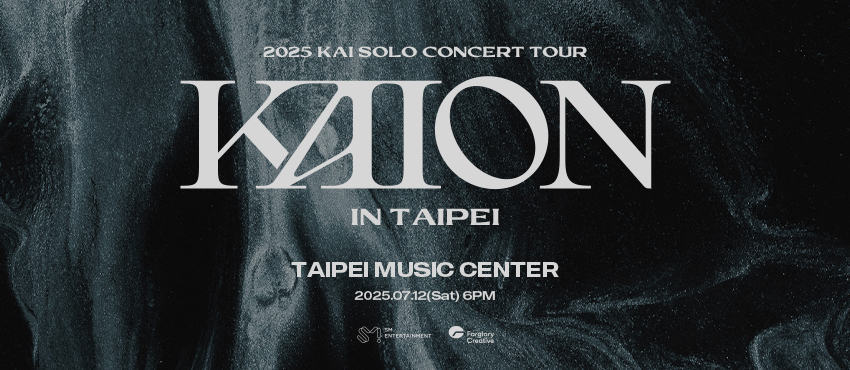 2025 KAI SOLO CONCERT TOUR
KAION
IN TAIPEI
TAIPEI MUSIC CENTER
2025.07.12(Sat) 6PM
SM
ENTERTAINMENT
Farglory
Creative